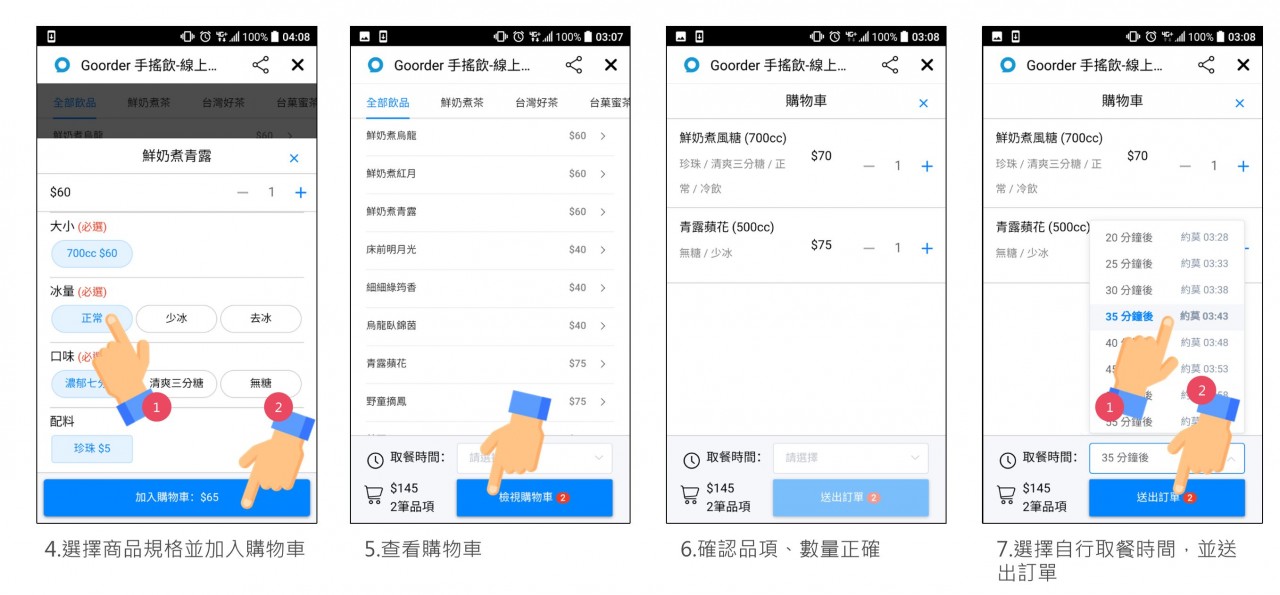 100% 04:08
Goorder 手搖飲-線上...
全部飲品 鮮奶煮茶 台灣好茶 台菓蜜茶
鮮奶煮烏龍 $60
鮮奶煮青露
$60 1
大小 (必選)
700cc $60
冰量 (必選)
正常 少冰 去冰
口味
濃郁七分 清爽三分糖 無糖
1 2
配料
珍珠 $5
加入購物車: $65
4.選擇商品規格並加入購物車
100% 03:07
Goorder 手搖飲-線上...
全部飲品 鮮奶煮茶 台灣好茶 台菓蜜茶
鮮奶煮烏龍 $60
鮮奶煮紅月 $60
鮮奶煮青露 $60
床前明月光 $40
細細綠筠香 $40
烏龍臥錦茵 $40
青露蘋花 $75
野童摘鳳 $75
取餐時間:
$145
2筆品項
檢視購物車 2
5.查看購物車
100% 03:08
Goorder 手搖飲-線上...
購物車
鮮奶煮風糖 (700cc)
珍珠 / 清爽三分糖 / 正
常 / 冷飲
$70 1
青露蘋花 (500cc)
無糖 / 少冰
$75 1
取餐時間: 請選擇
$145
2筆品項
送出訂單 2
6.確認品項、數量正確
100% 03:08
Goorder 手搖飲-線上...
購物車
鮮奶煮風糖 (700cc)
珍珠 / 清爽三分糖 / 正
常 / 冷飲
$70 1
青露蘋花 (500cc)
無糖 / 少冰
20 分鐘後 約莫 03:28
25 分鐘後 約莫 03:33
30 分鐘後 約莫 03:38
35 分鐘後 約莫 03:43
40 約莫 03:48
約莫 03:53
1 2
55 分鐘後
取餐時間: 35 分鐘後
$145
2筆品項
送出訂單 2
7.選擇自行取餐時間，並送
出訂單